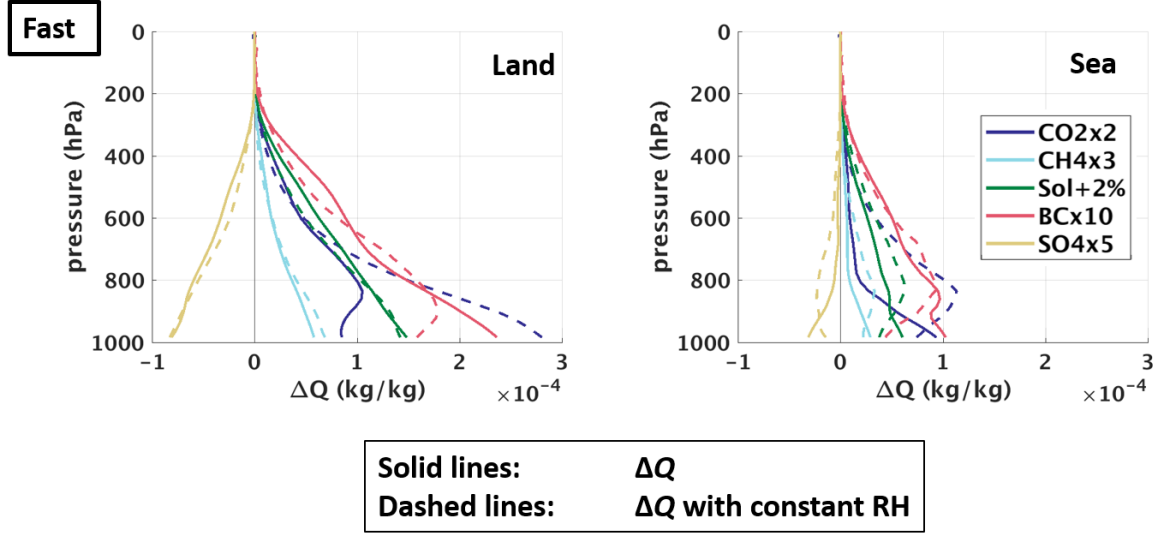 Fast
Land
0
200
400
600
800
1000
pressure (hPa)
−1
0
1
2
3
ΔQ (kg/kg)
×10⁻⁴
Sea
0
200
400
600
800
1000
pressure (hPa)
−1
0
1
2
3
ΔQ (kg/kg)
×10⁻⁴
CO2x2
CH4x3
Sol+2%
BCx10
SO4x5
Solid lines: ΔQ
Dashed lines: ΔQ with constant RH